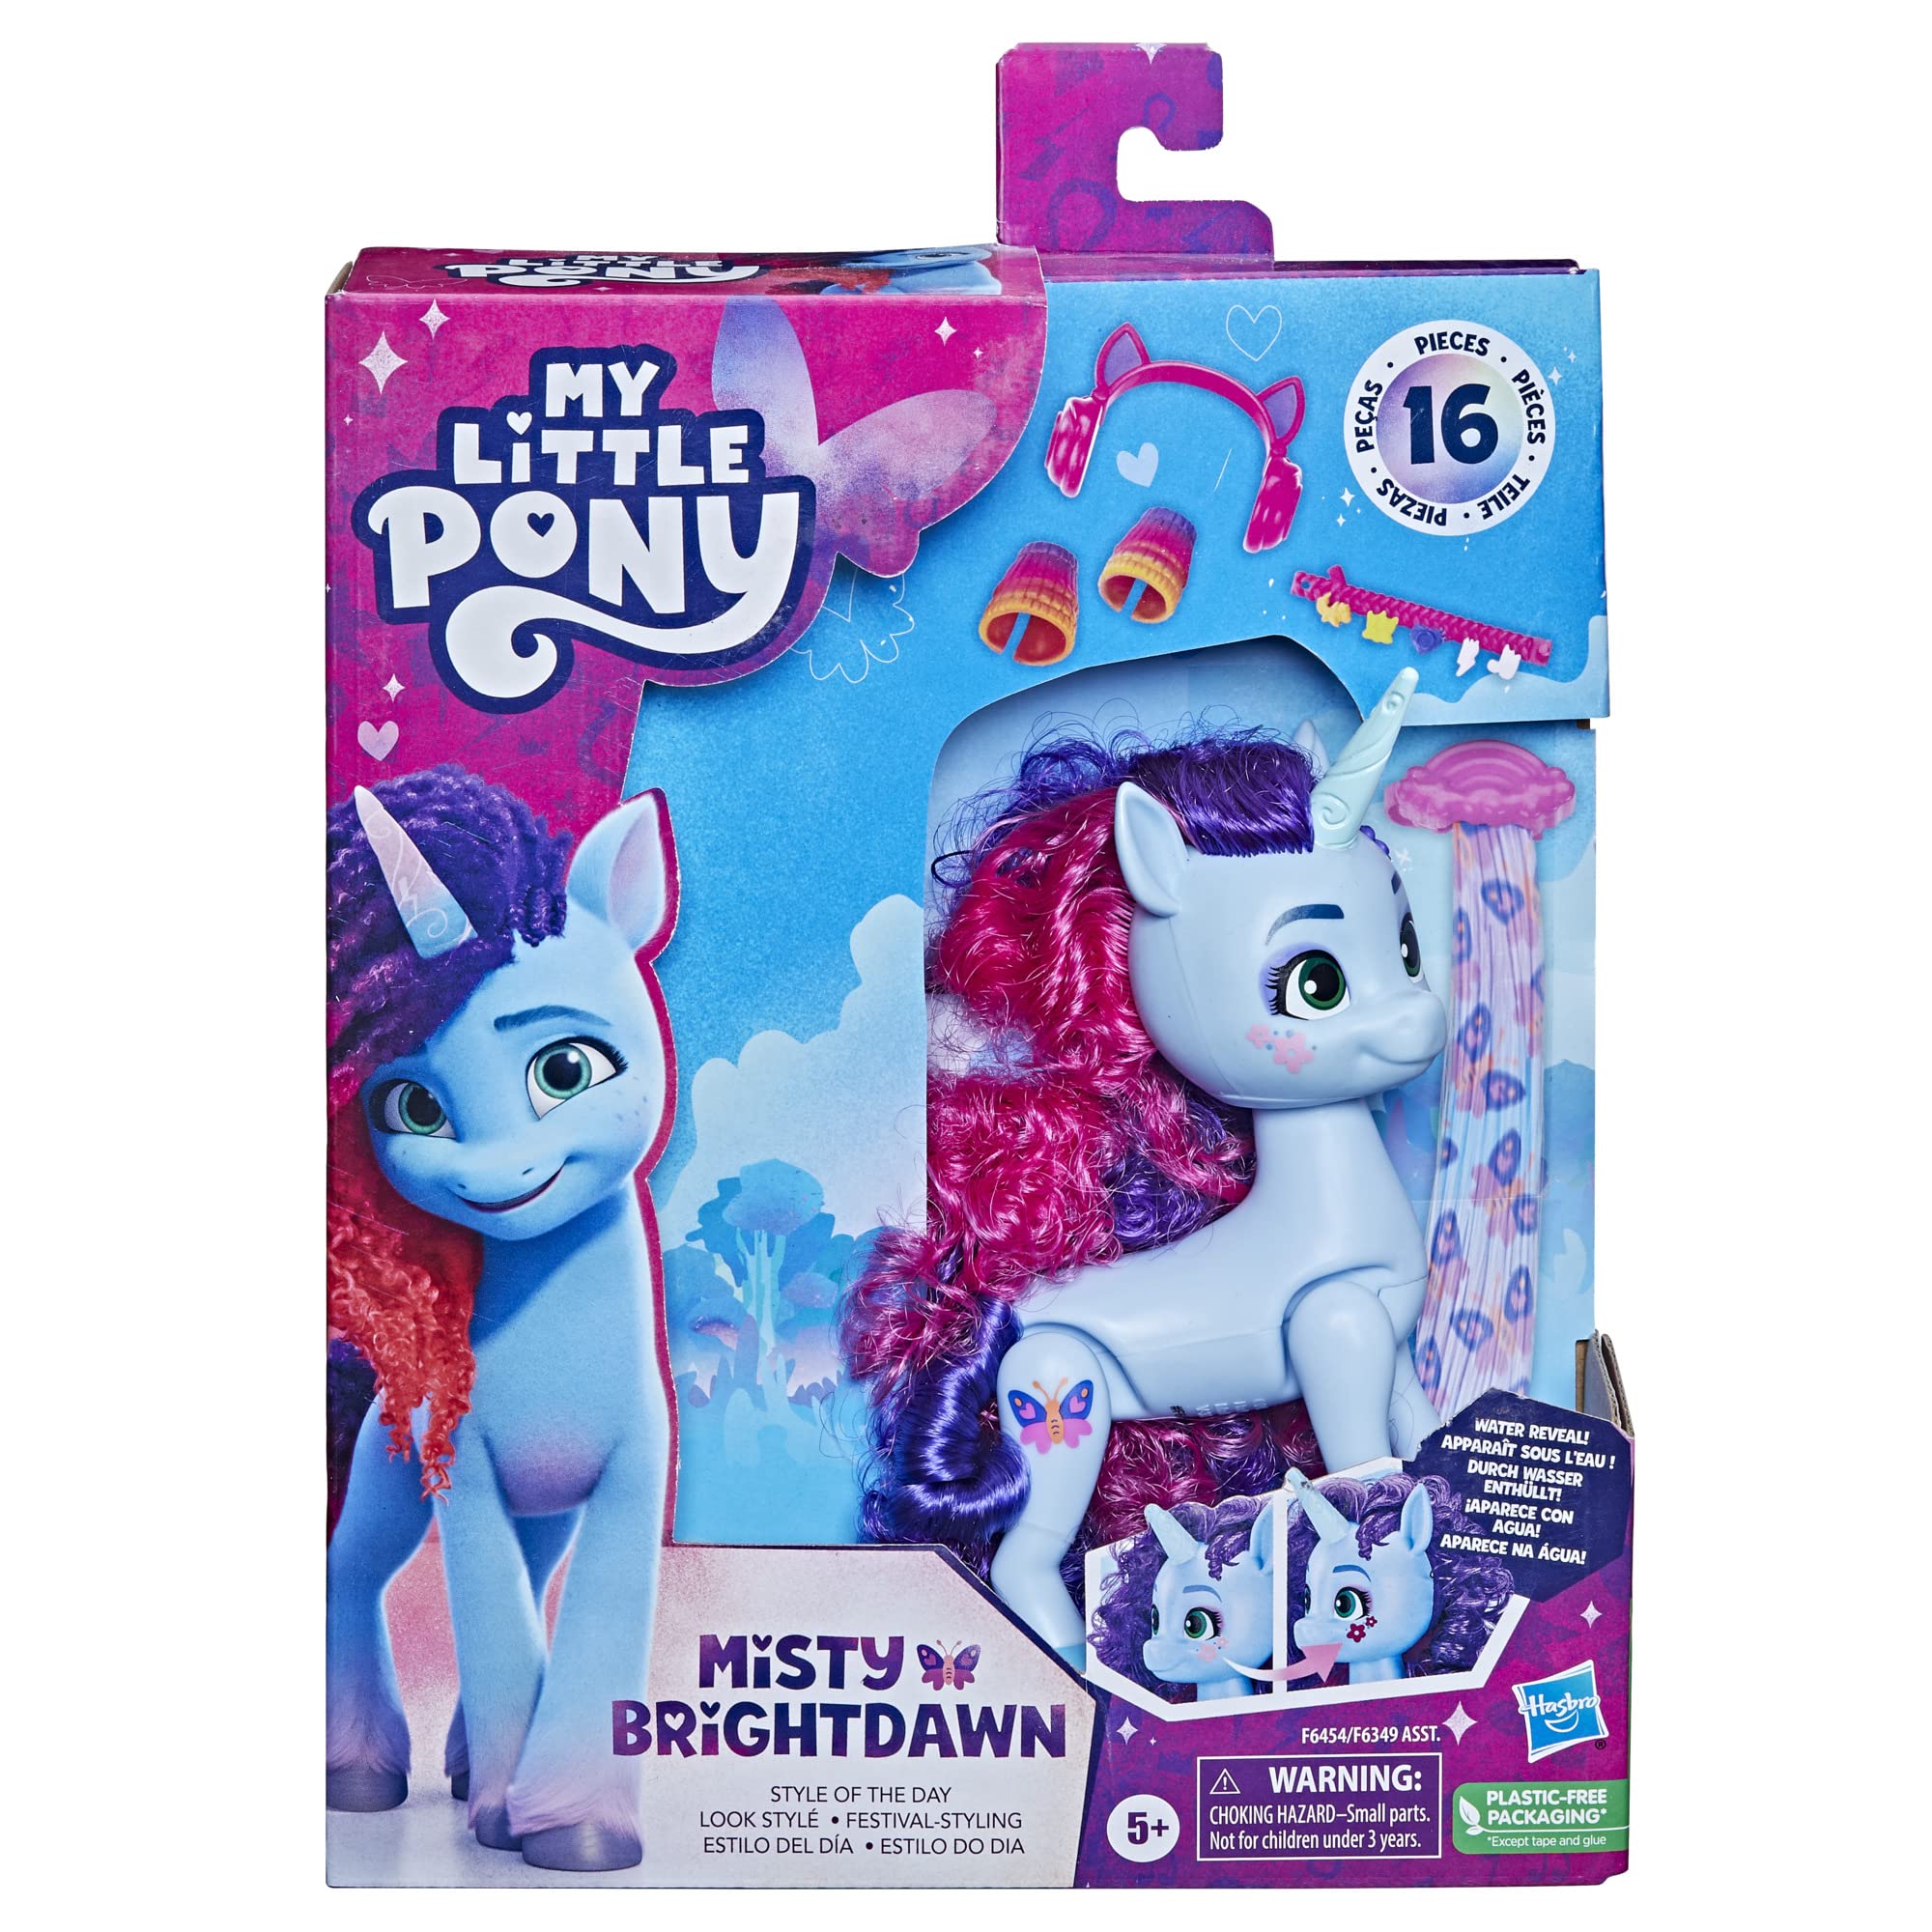 MY
LITTLE
PONY
MY
LITTLE
PONY
PIECES • PIÈCES • TEILE • PIEZAS • PEÇAS •
16
WATER REVEAL!
APPARAÎT SOUS L'EAU !
DURCH WASSER
ENTHÜLLT!
¡APARECE CON
AGUA!
APARECE NA ÁGUA!
MISTY
BRIGHTDAWN
STYLE OF THE DAY
LOOK STYLÉ • FESTIVAL-STYLING
ESTILO DEL DÍA • ESTILO DO DIA
Hasbro
®
F6454/F6349 ASST.
5+
WARNING:
CHOKING HAZARD–Small parts.
Not for children under 3 years.
PLASTIC-FREE
PACKAGING*
*Except tape and glue